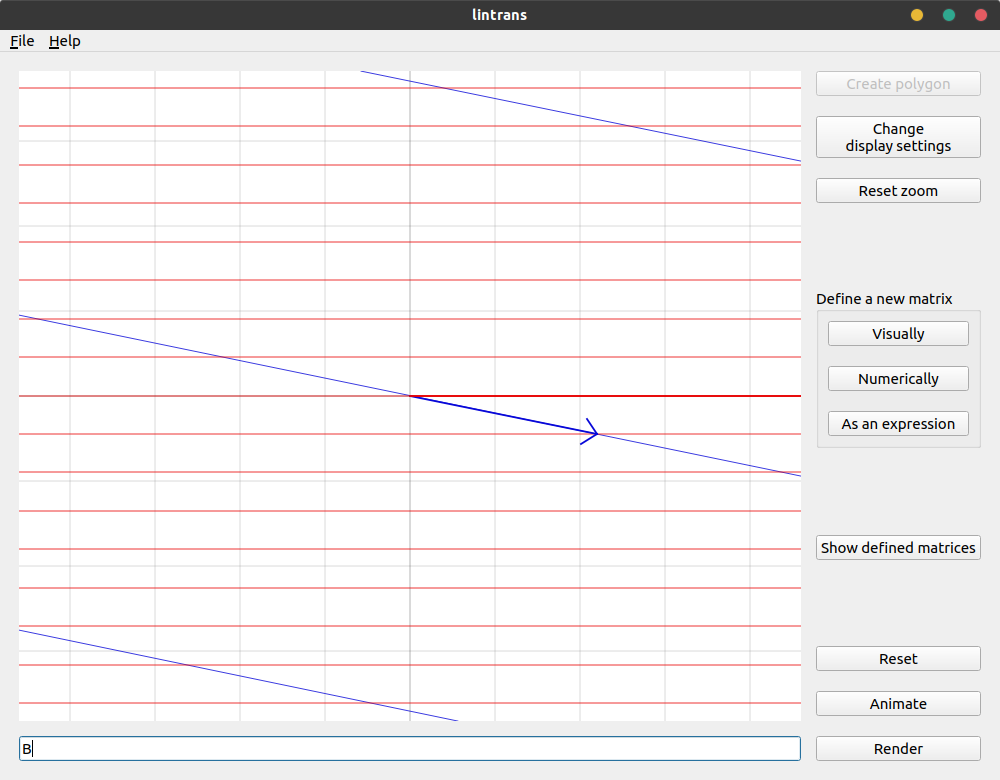 lintrans
File Help
Create polygon
Change
display settings
Reset zoom
Define a new matrix
Visually
Numerically
As an expression
Show defined matrices
Reset
Animate
B
Render